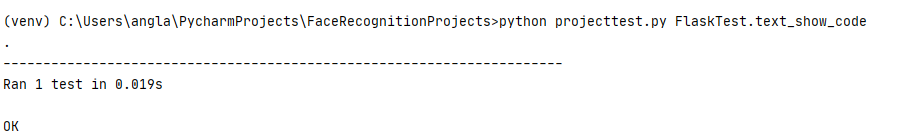 (venv) C:\Users\angla\PycharmProjects\FaceRecognitionProjects>python projecttest.py FlaskTest.text_show_code
.
----------------------------------------------------------------------
Ran 1 test in 0.019s
OK